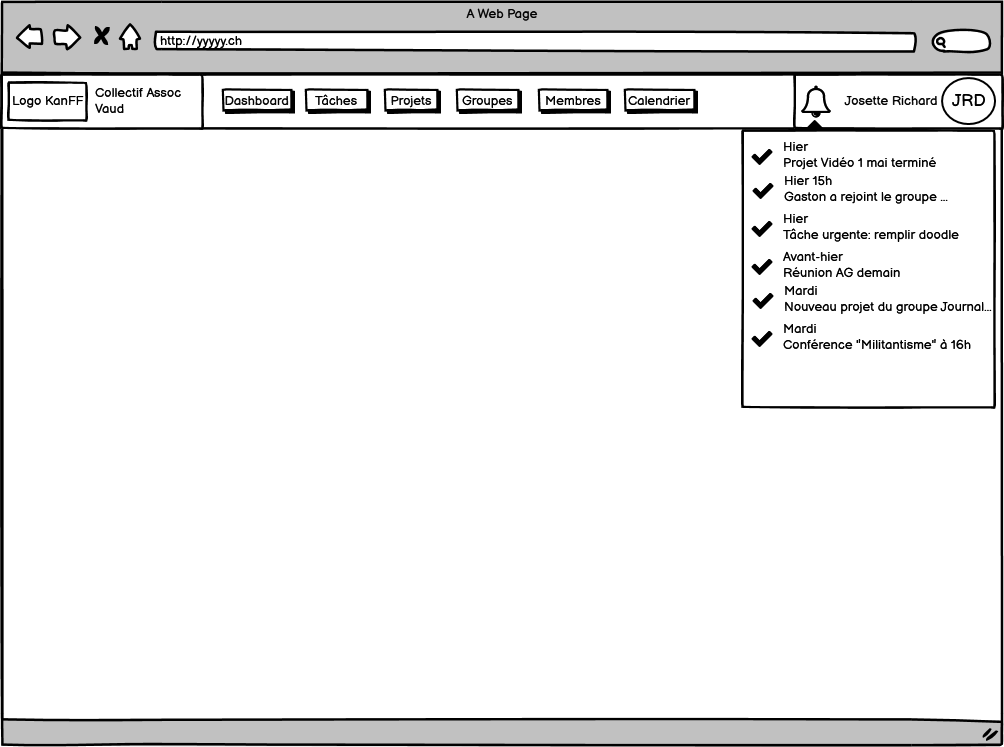 A Web Page
http://yyyyy.ch
Logo KanFF
Collectif Assoc
Vaud
Dashboard
Tâches
Projets
Groupes
Membres
Calendrier
Josette Richard
JRD
Hier
Projet Vidéo 1 mai terminé
Hier 15h
Gaston a rejoint le groupe ...
Hier
Tâche urgente: remplir doodle
Avant-hier
Réunion AG demain
Mardi
Nouveau projet du groupe Journal...
Mardi
Conférence "Militantisme" à 16h